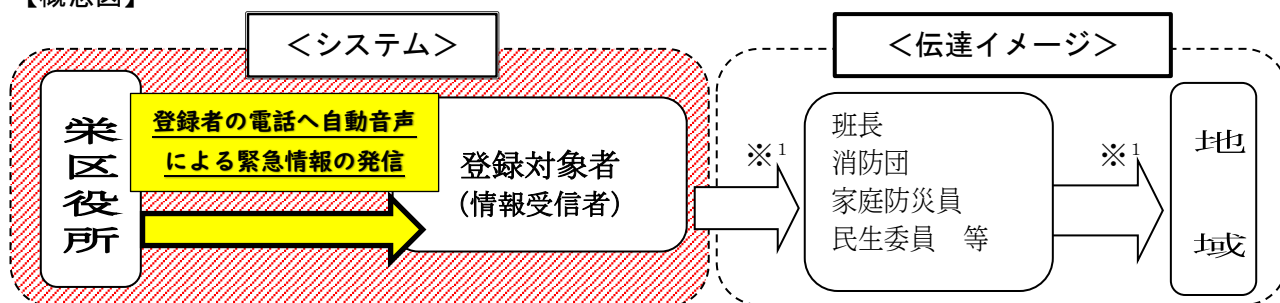 【概念図】
<システム>
<伝達イメージ>
栄区役所
登録者の電話へ自動音声
による緊急情報の発信
登録対象者
(情報受信者)
※1
班長
消防団
家庭防災員
民生委員　等
※1
地域